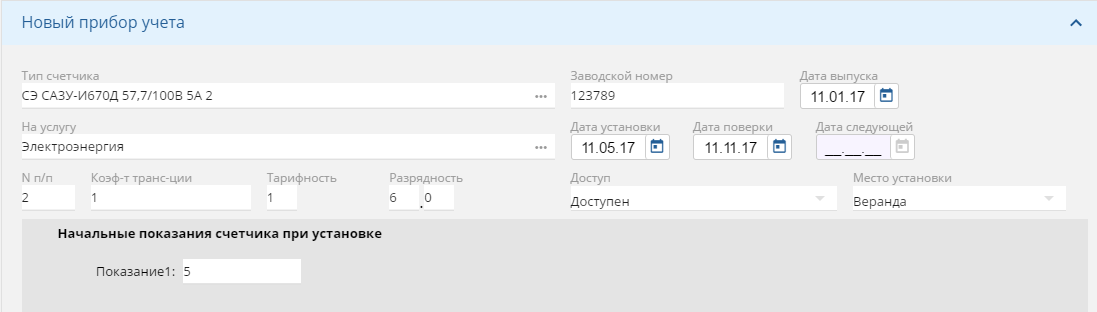 Новый прибор учета
Тип счетчика Заводской номер Дата выпуска
СЭ САЗУ-И670Д 57,7/100В 5А 2 ... 123789 11.01.17
На услугу Дата установки Дата поверки Дата следующей
Электроэнергия ... 11.05.17 11.11.17 __.__.__
N п/п Коэф-т транс-ции Тарифность Разрядность Доступ Место установки
2 1 1 6 . 0 Доступен Веранда
Начальные показания счетчика при установке
Показание1: 5